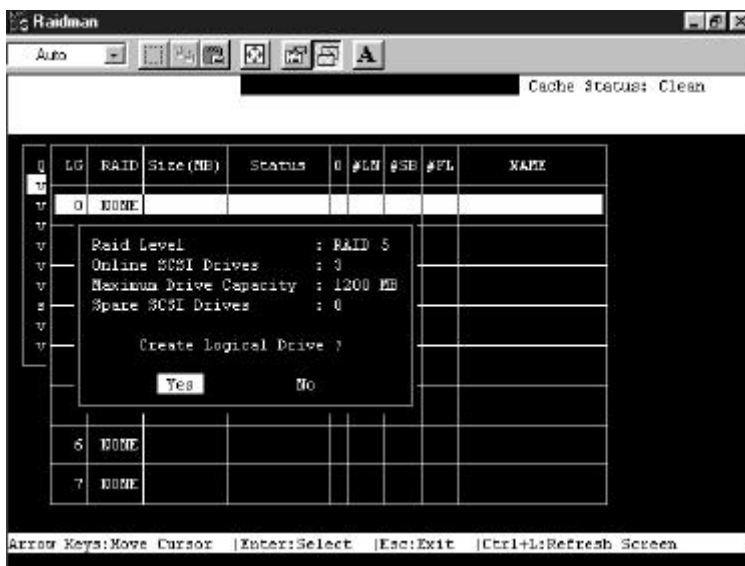 Raidman
Auto
A
Cache Status: Clean
Q LG RAID Size(MB) Status O #LN #SB #FL NAME
v
v 0 NONE
v
v Raid Level : RAID 5
v Online SCSI Drives : 3
v Maximum Drive Capacity : 1200 MB
s Spare SCSI Drives : 0
v
v Create Logical Drive ?
Yes No
6 NONE
7 NONE
Arrow Keys:Move Cursor |Enter:Select |Esc:Exit |Ctrl+L:Refresh Screen